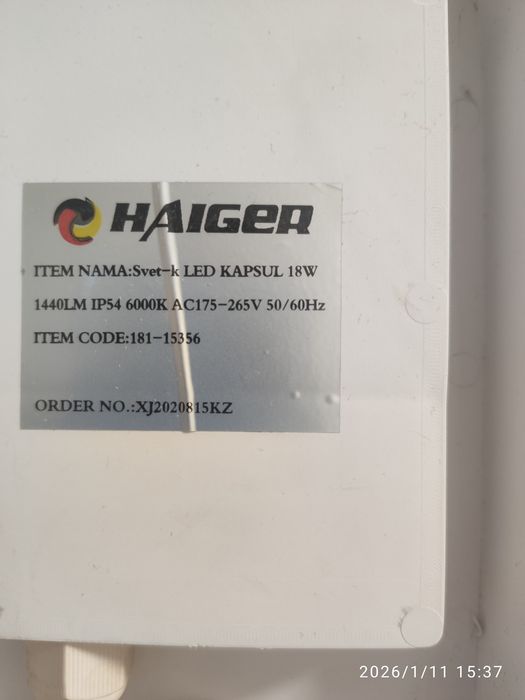 HAIGER
ITEM NAMA:Svet-k LED KAPSUL 18W
1440LM IP54 6000K AC175-265V 50/60Hz
ITEM CODE:181-15356
ORDER NO.:XJ2020815KZ
2026/1/11 15:37